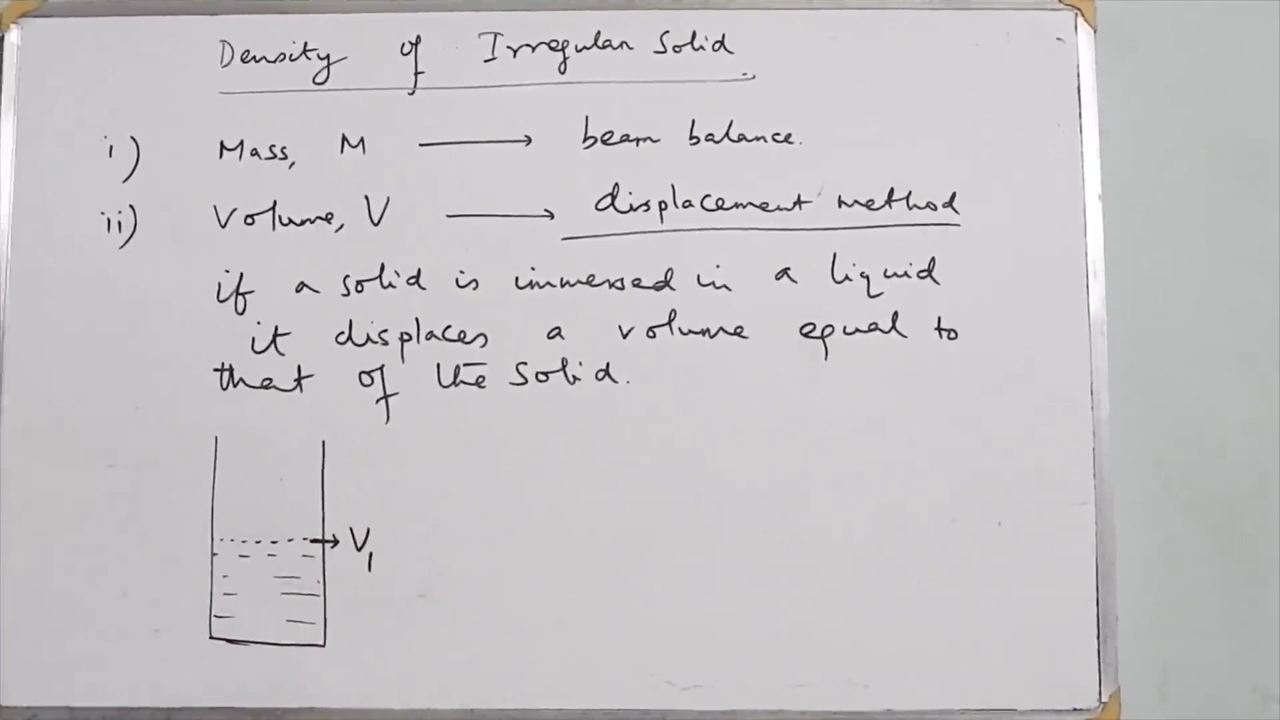 Density of Irregular Solid
i) Mass, M → beam balance.
ii) Volume, V → displacement method
if a solid is immersed in a liquid
it displaces a volume equal to
that of the solid.
V₁